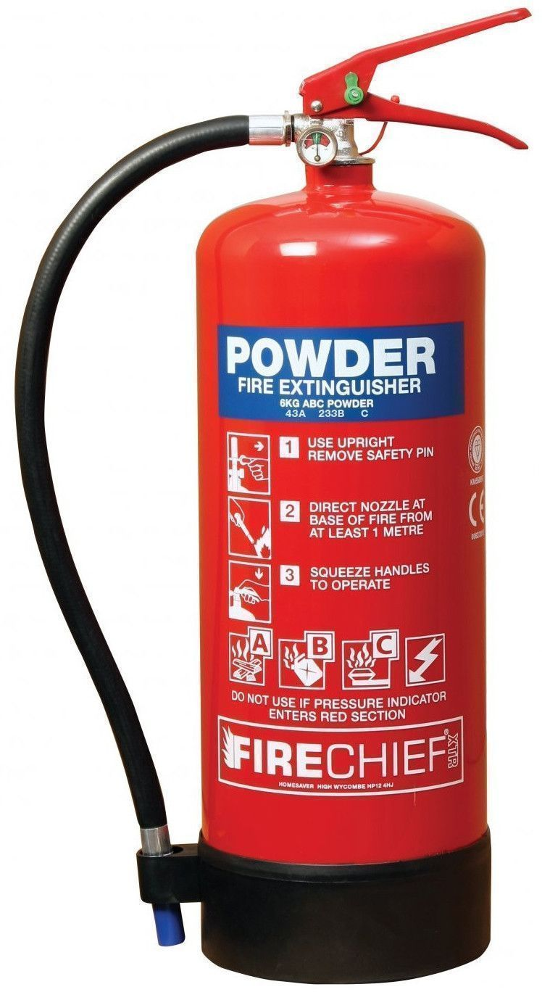 POWDER
FIRE EXTINGUISHER
6KG ABC POWDER
43A 233B C
1 USE UPRIGHT
REMOVE SAFETY PIN
2 DIRECT NOZZLE AT
BASE OF FIRE FROM
AT LEAST 1 METRE
3 SQUEEZE HANDLES
TO OPERATE
A B C
DO NOT USE IF PRESSURE INDICATOR
ENTERS RED SECTION
FIRECHIEF® XTR
HOMESAVER HIGH WYCOMBE HP12 4HJ
CE